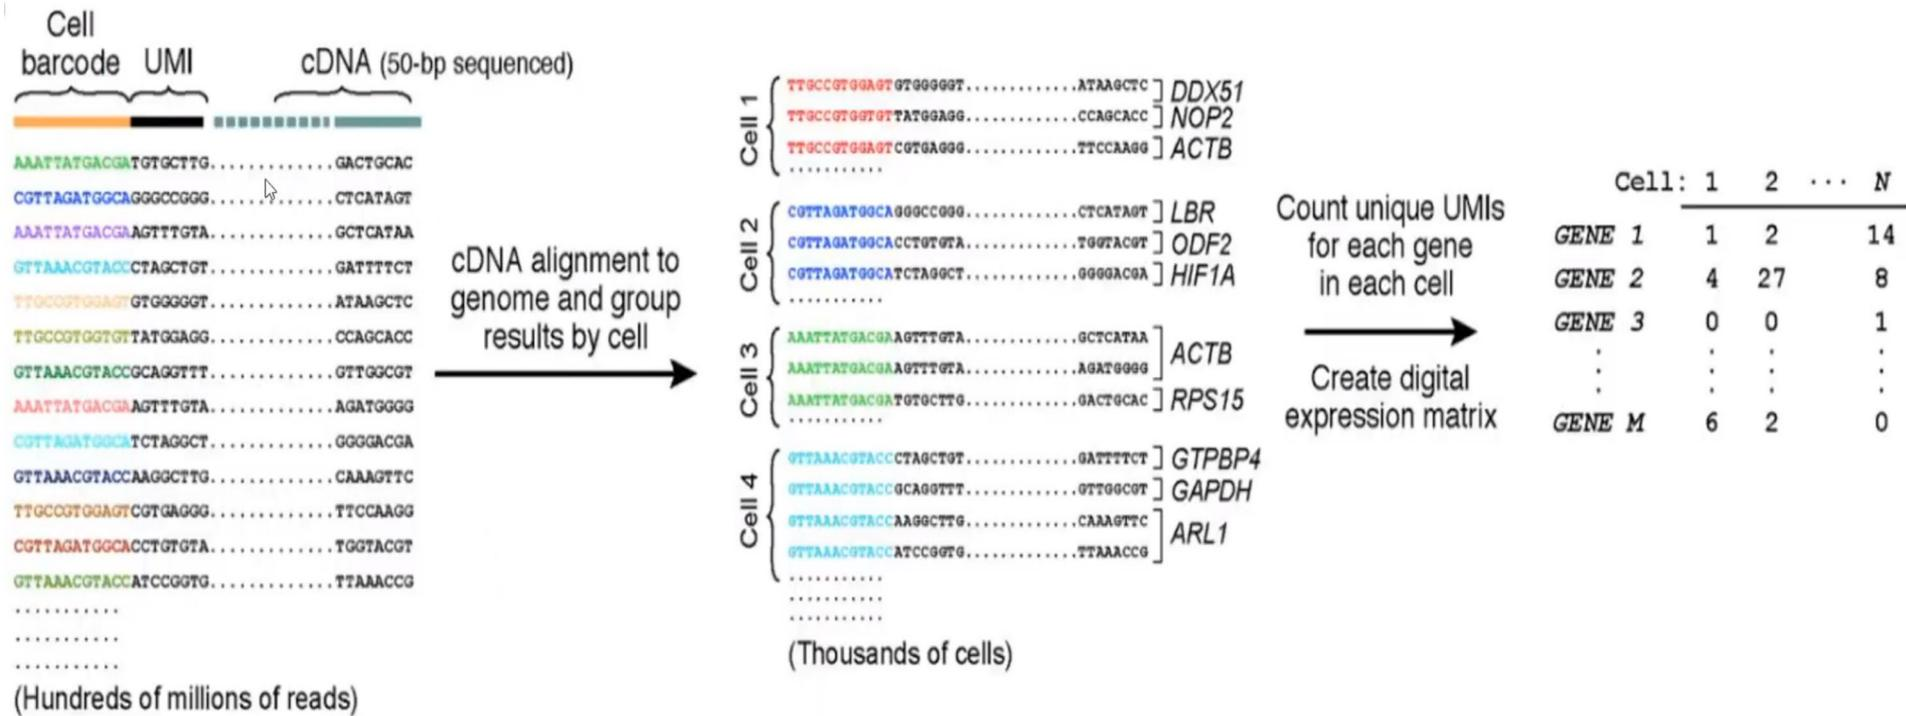 Cell
barcode UMI cDNA (50-bp sequenced)
AAATTATGACGATGTGCTTG............GACTGCAC
CGTTAGATGGCAGGGCCGGG............CTCATAGT
AAATTATGACGAAGTTTGTA............GCTCATAA
GTTAAACGTACCCTAGCTGT............GATTTTCT
TTGCCGTGGAGTGTGGGGGT............ATAAGCTC
TTGCCGTGGTGTTATGGAGG............CCAGCACC
GTTAAACGTACCGCAGGTTT............GTTGGCGT
AAATTATGACGAAGTTTGTA............AGATGGGG
CGTTAGATGGCATCTAGGCT............GGGGACGA
GTTAAACGTACCAAGGCTTG............CAAAGTTC
TTGCCGTGGAGTCGTGAGGG............TTCCAAGG
CGTTAGATGGCACCTGTGTA............TGGTACGT
GTTAAACGTACCATCCGGTG............TTAAACCG
...........
...........
...........
(Hundreds of millions of reads)
cDNA alignment to
genome and group
results by cell
Cell 1
TTGCCGTGGAGTGTGGGGGT.............ATAAGCTC DDX51
TTGCCGTGGTGTTATGGAGG.............CCAGCACC NOP2
TTGCCGTGGAGTCGTGAGGG.............TTCCAAGG ACTB
...........
Cell 2
CGTTAGATGGCAGGGCCGGG.............CTCATAGT LBR
CGTTAGATGGCACCTGTGTA.............TGGTACGT ODF2
CGTTAGATGGCATCTAGGCT.............GGGGACGA HIF1A
...........
Cell 3
AAATTATGACGAAGTTTGTA.............GCTCATAA
ACTB
AAATTATGACGAAGTTTGTA.............AGATGGGG
AAATTATGACGATGTGCTTG.............GACTGCAC RPS15
...........
Cell 4
GTTAAACGTACCCTAGCTGT.............GATTTTCT GTPBP4
GTTAAACGTACCGCAGGTTT.............GTTGGCGT GAPDH
GTTAAACGTACCAAGGCTTG.............CAAAGTTC
ARL1
GTTAAACGTACCATCCGGTG.............TTAAACCG
...........
...........
...........
(Thousands of cells)
Count unique UMIs
for each gene
in each cell
Create digital
expression matrix
Cell: 1 2 ··· N
GENE 1 1 2 14
GENE 2 4 27 8
GENE 3 0 0 1
GENE M 6 2 0